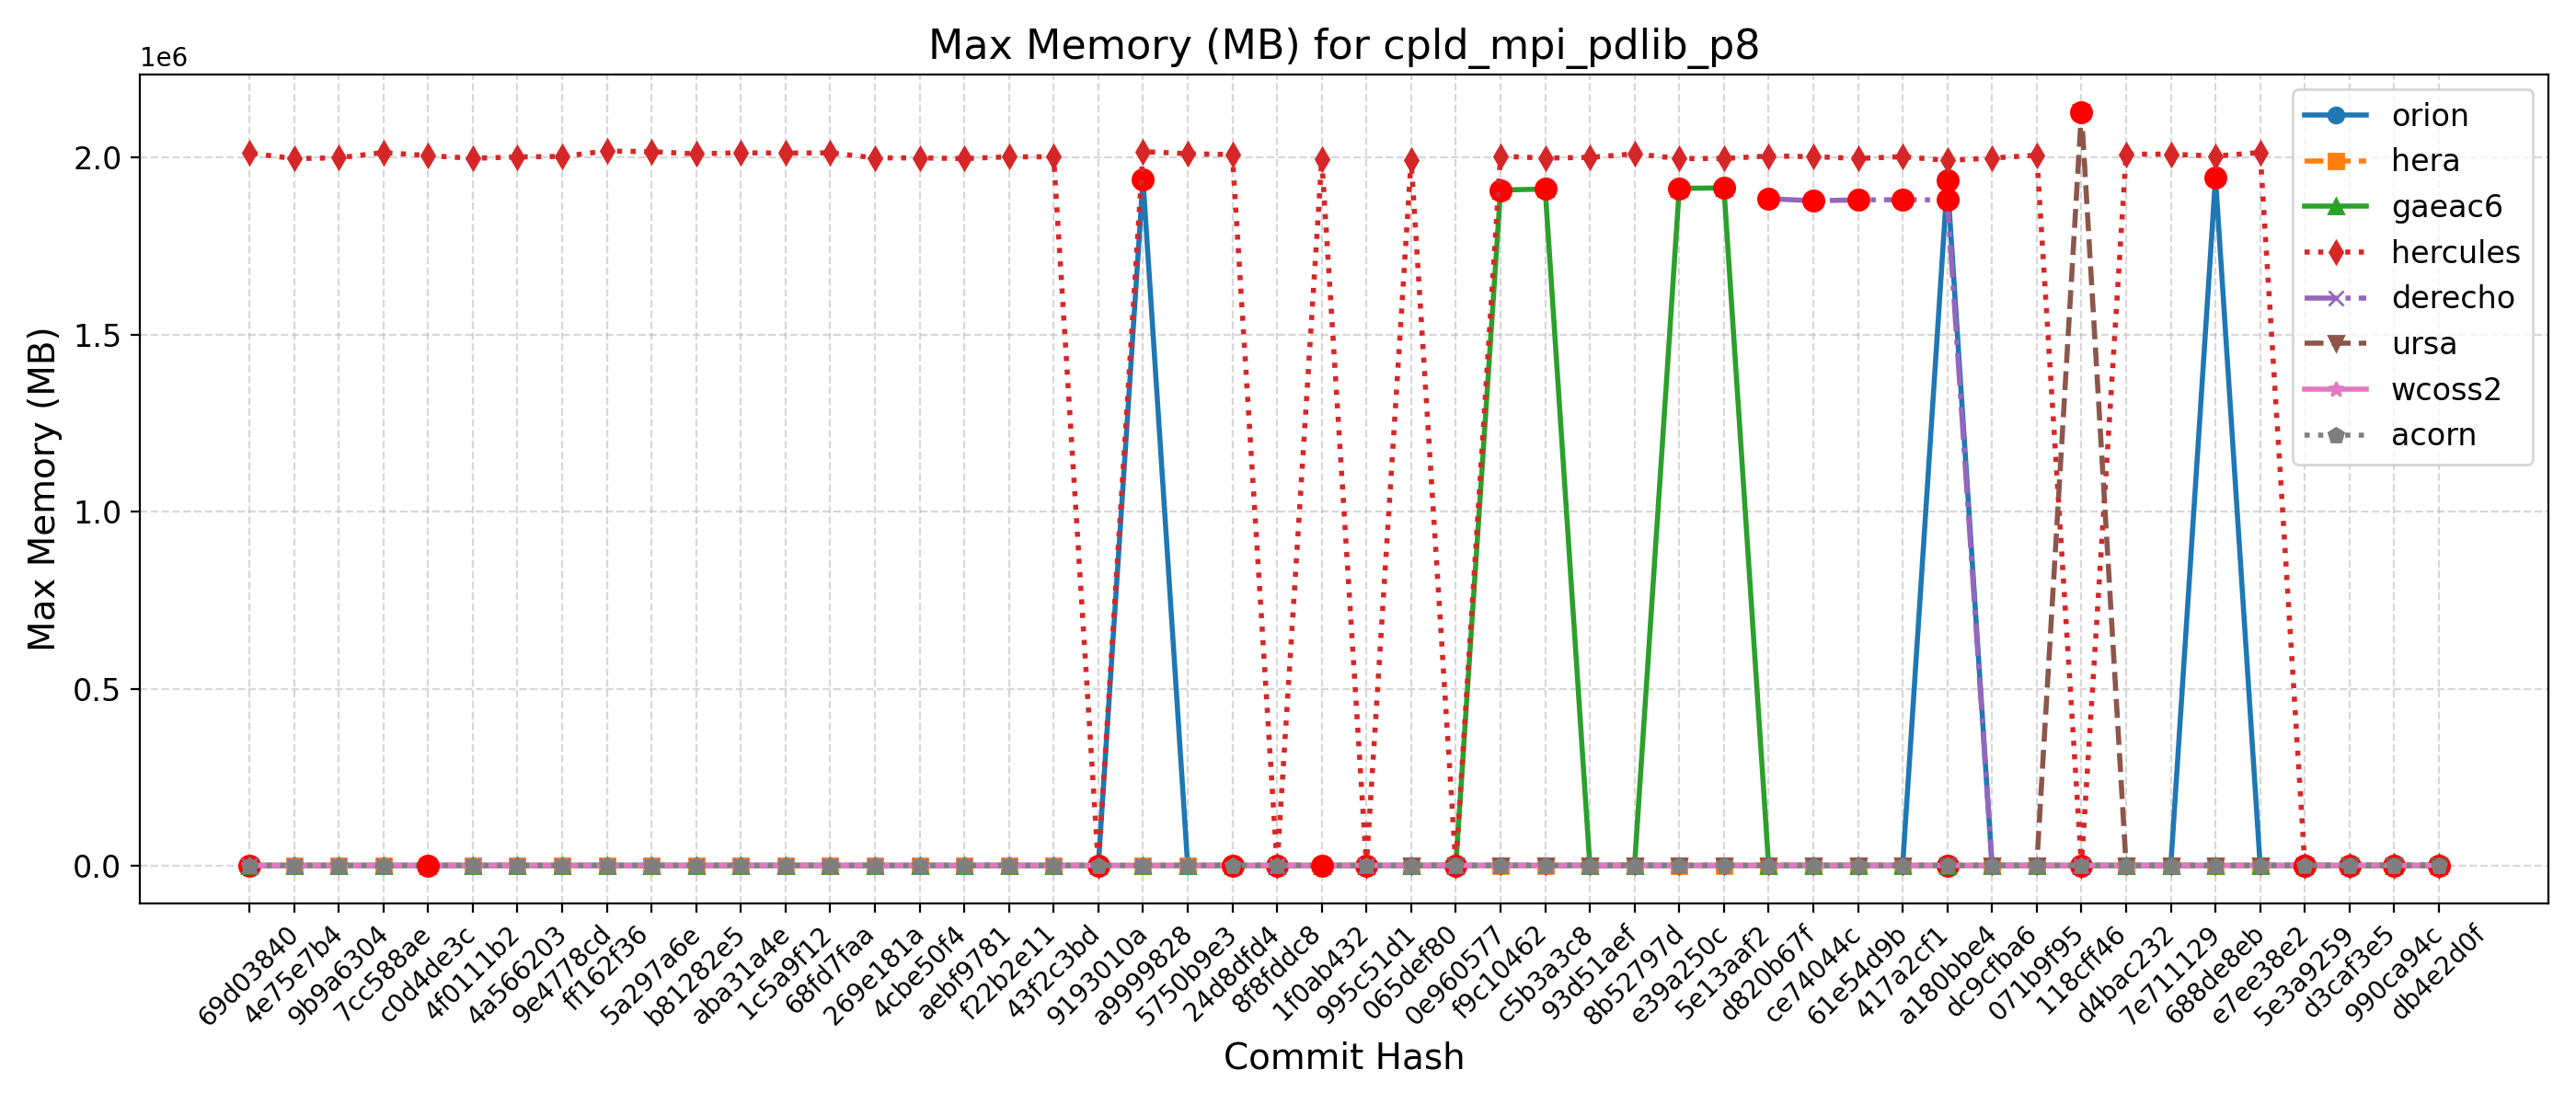 Max Memory (MB) for cpld_mpi_pdlib_p8
1e6
2.0
1.5
1.0
0.5
0.0
Max Memory (MB)
orion
hera
gaeac6
hercules
derecho
ursa
wcoss2
acorn
69d03840
4e75e7b4
9b9a6304
7cc588ae
c0d4de3c
4f0111b2
4a566203
9e4778cd
ff162f36
5a297a6e
b81282e5
aba31a4e
1c5a9f12
68fd7faa
269e181a
4cbe50f4
aebf9781
f22b2e11
43f2c3bd
9193010a
a9999828
5750b9e3
24d8dfd4
8f8fddc8
1f0ab432
995c51d1
065def80
0e960577
f9c10462
c5b3a3c8
93d51aef
8b52797d
e39a250c
5e13aaf2
d820b67f
ce74044c
61e54d9b
417a2cf1
a180bbe4
dc9cfba6
071b9f95
118cff46
d4bac232
7e711129
688de8eb
e7ee38e2
5e3a9259
d3caf3e5
990ca94c
db4e2d0f
Commit Hash